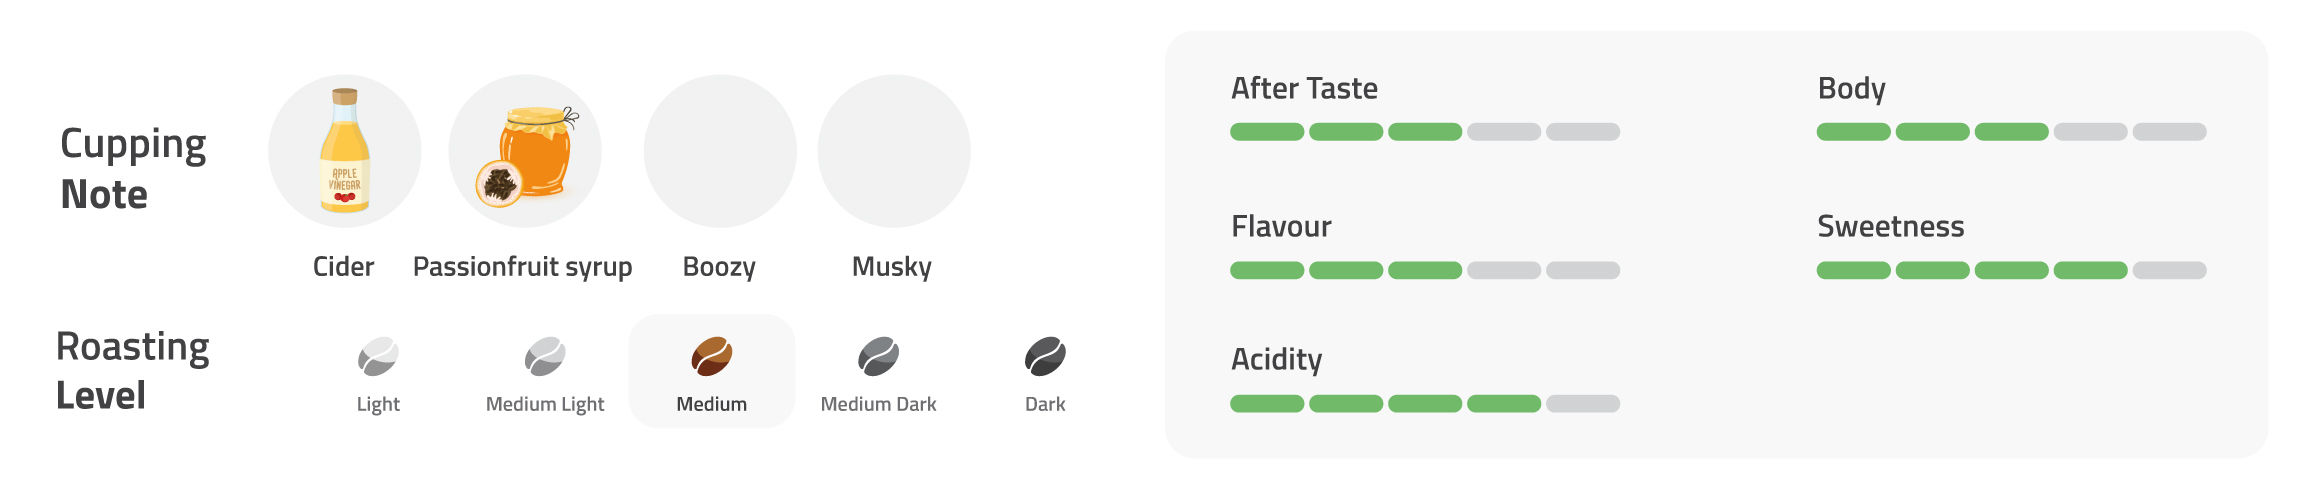 Cupping
Note
APPLE
VINEGAR
Cider
Passionfruit syrup
Boozy
Musky
Roasting
Level
Light
Medium Light
Medium
Medium Dark
Dark
After Taste
Body
Flavour
Sweetness
Acidity